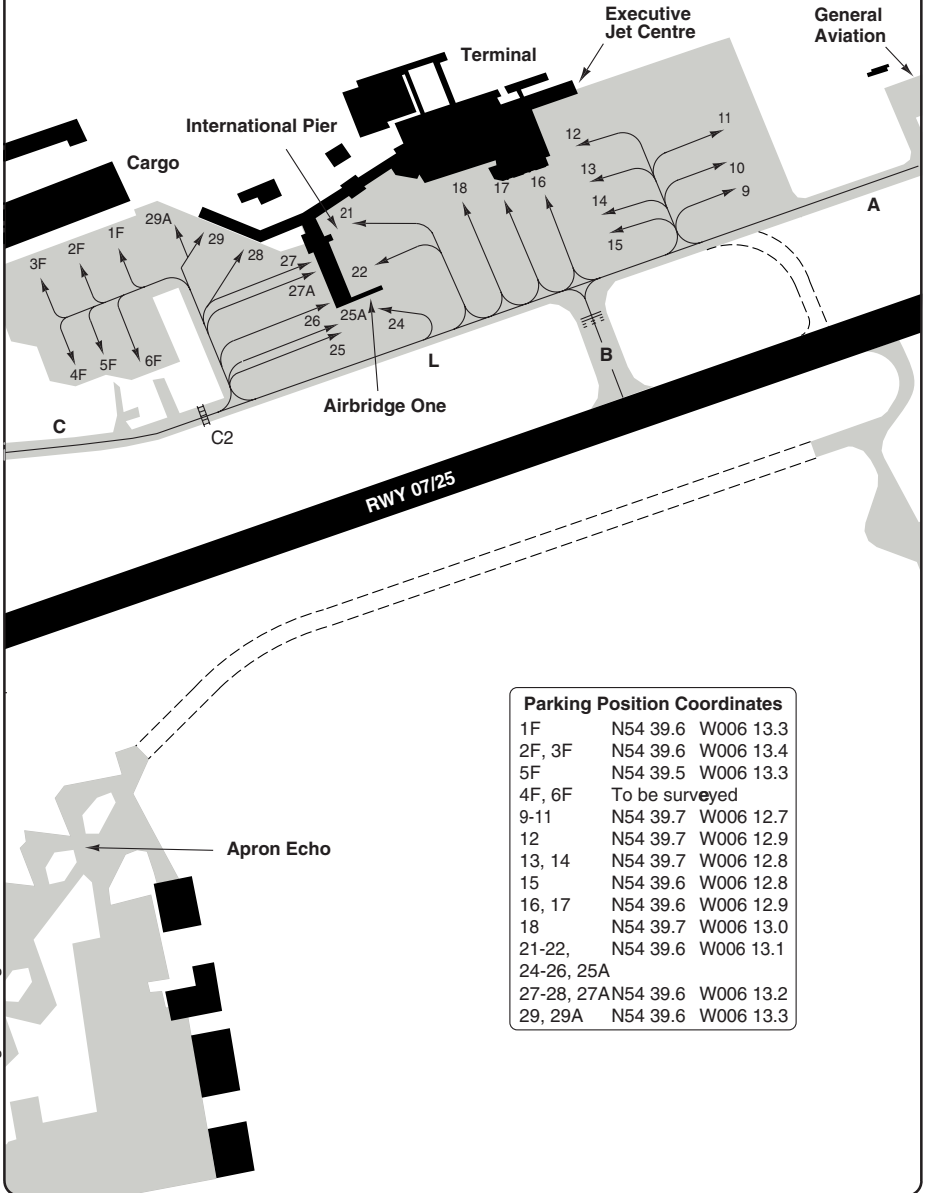 Executive
Jet Centre
General
Aviation
Terminal
International Pier
Cargo
12
11
13
10
14
9
15
A
18
17
16
21
22
29A
29
28
27
27A
1F
2F
3F
26
25A
24
25
4F
5F
6F
L
B
Airbridge One
C
C2
RWY 07/25
Apron Echo
Parking Position Coordinates
1F N54 39.6 W006 13.3
2F, 3F N54 39.6 W006 13.4
5F N54 39.5 W006 13.3
4F, 6F To be surveyed
9-11 N54 39.7 W006 12.7
12 N54 39.7 W006 12.9
13, 14 N54 39.7 W006 12.8
15 N54 39.6 W006 12.8
16, 17 N54 39.6 W006 12.9
18 N54 39.7 W006 13.0
21-22, N54 39.6 W006 13.1
24-26, 25A
27-28, 27A N54 39.6 W006 13.2
29, 29A N54 39.6 W006 13.3